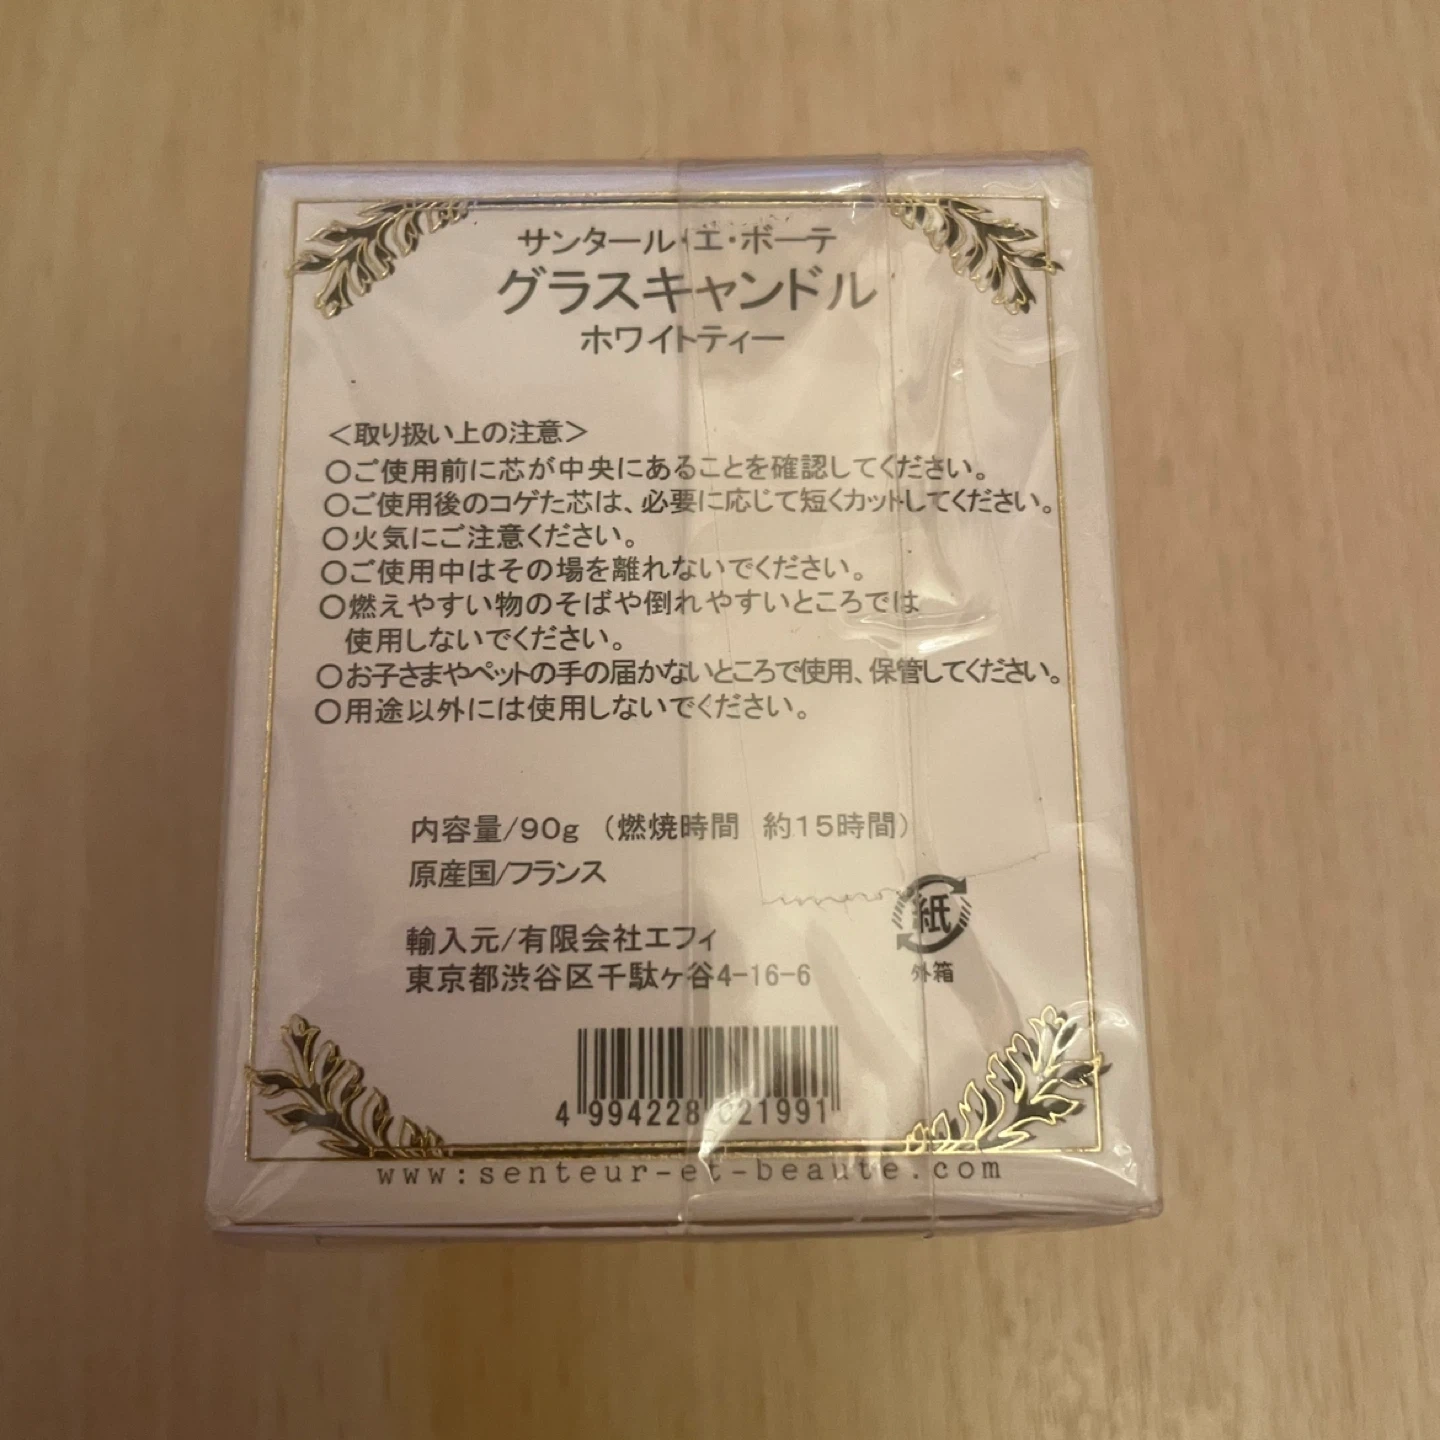 サンタール・エ・ボーテ
グラスキャンドル
ホワイトティー
＜取り扱い上の注意＞
○ご使用前に芯が中央にあることを確認してください。
○ご使用後のコゲた芯は、必要に応じて短くカットしてください。
○火気にご注意ください。
○ご使用中はその場を離れないでください。
○燃えやすい物のそばや倒れやすいところでは
使用しないでください。
○お子さまやペットの手の届かないところで使用、保管してください。
○用途以外には使用しないでください。
内容量/90g （燃焼時間 約15時間）
原産国/フランス
紙
外箱
輸入元/有限会社エフィ
東京都渋谷区千駄ヶ谷4-16-6
4 994228 021991
www:senteur-et-beaute.com